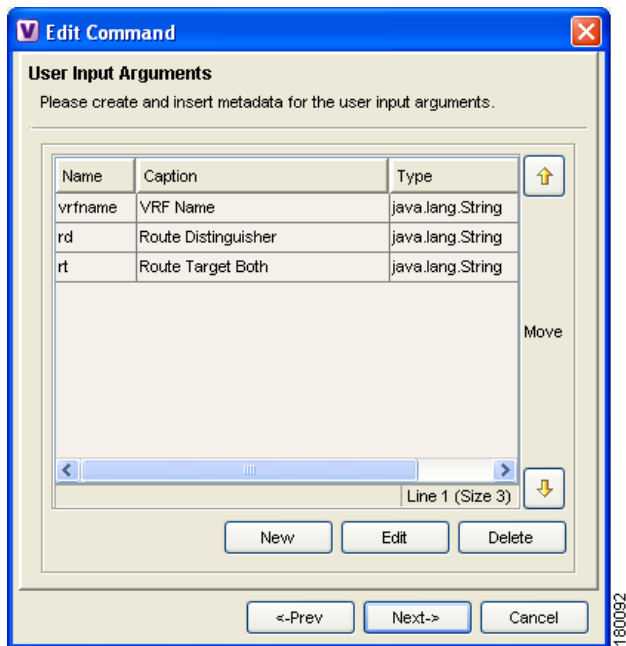 V Edit Command
User Input Arguments
Please create and insert metadata for the user input arguments.
Name Caption Type
vrfname VRF Name java.lang.String
rd Route Distinguisher java.lang.String
rt Route Target Both java.lang.String
Move
Line 1 (Size 3)
New Edit Delete
<-Prev Next-> Cancel
180092